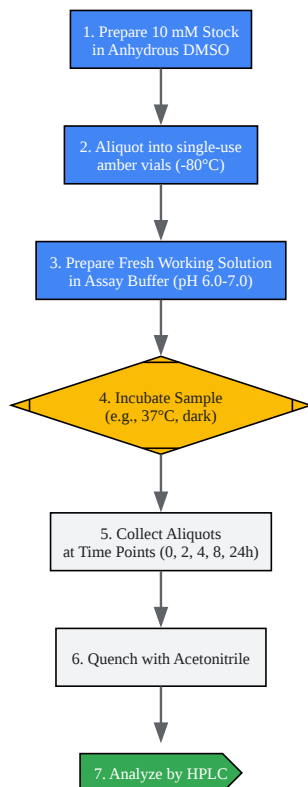 1. Prepare 10 mM Stock
in Anhydrous DMSO
2. Aliquot into single-use
amber vials (-80°C)
3. Prepare Fresh Working Solution
in Assay Buffer (pH 6.0-7.0)
4. Incubate Sample
(e.g., 37°C, dark)
5. Collect Aliquots
at Time Points (0, 2, 4, 8, 24h)
6. Quench with Acetonitrile
7. Analyze by HPLC